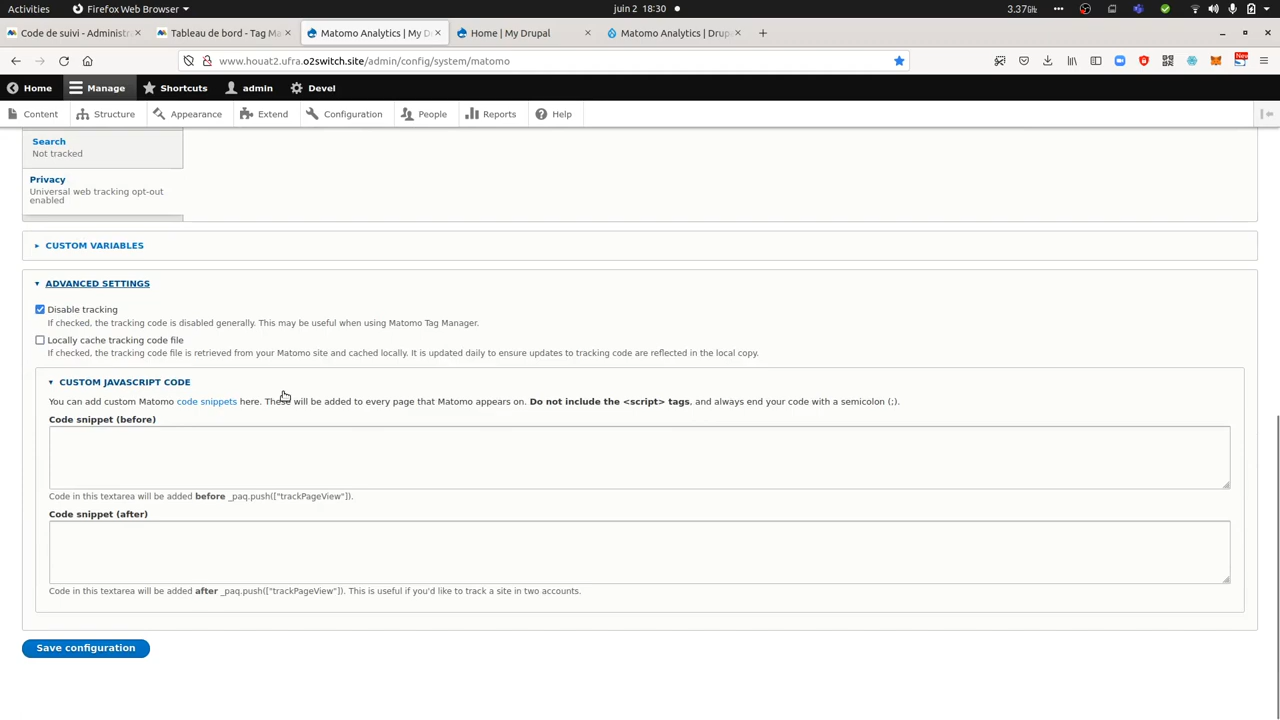 Activities
Firefox Web Browser
juin 2 18:30
3.37
Code de suivi - Administr
Tableau de bord - Tag Ma
Matomo Analytics | My D
Home | My Drupal
Matomo Analytics | Drup
www.houat2.ufra.o2switch.site/admin/config/system/matomo
New
Home
Manage
Shortcuts
admin
Devel
Content
Structure
Appearance
Extend
Configuration
People
Reports
Help
Search
Not tracked
Privacy
Universal web tracking opt-out
enabled
CUSTOM VARIABLES
ADVANCED SETTINGS
Disable tracking
If checked, the tracking code is disabled generally. This may be useful when using Matomo Tag Manager.
Locally cache tracking code file
If checked, the tracking code file is retrieved from your Matomo site and cached locally. It is updated daily to ensure updates to tracking code are reflected in the local copy.
CUSTOM JAVASCRIPT CODE
You can add custom Matomo code snippets here. These will be added to every page that Matomo appears on. Do not include the <script> tags, and always end your code with a semicolon (;).
Code snippet (before)
Code in this textarea will be added before _paq.push(["trackPageView"]).
Code snippet (after)
Code in this textarea will be added after _paq.push(["trackPageView"]). This is useful if you'd like to track a site in two accounts.
Save configuration